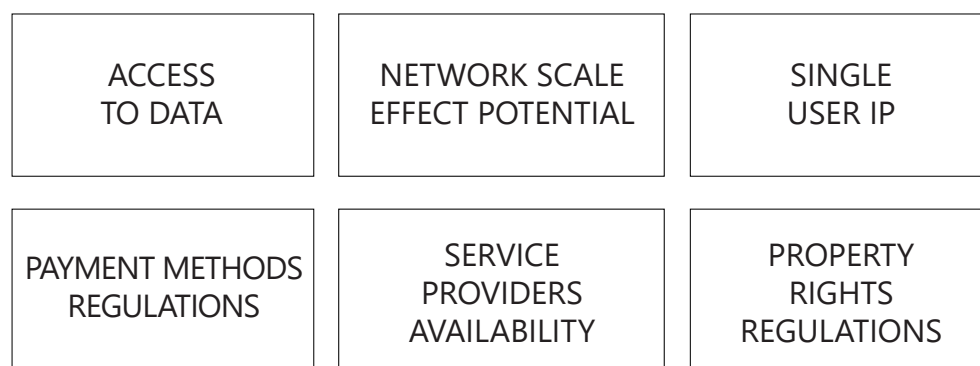 ACCESS
TO DATA
NETWORK SCALE
EFFECT POTENTIAL
SINGLE
USER IP
PAYMENT METHODS
REGULATIONS
SERVICE
PROVIDERS
AVAILABILITY
PROPERTY
RIGHTS
REGULATIONS